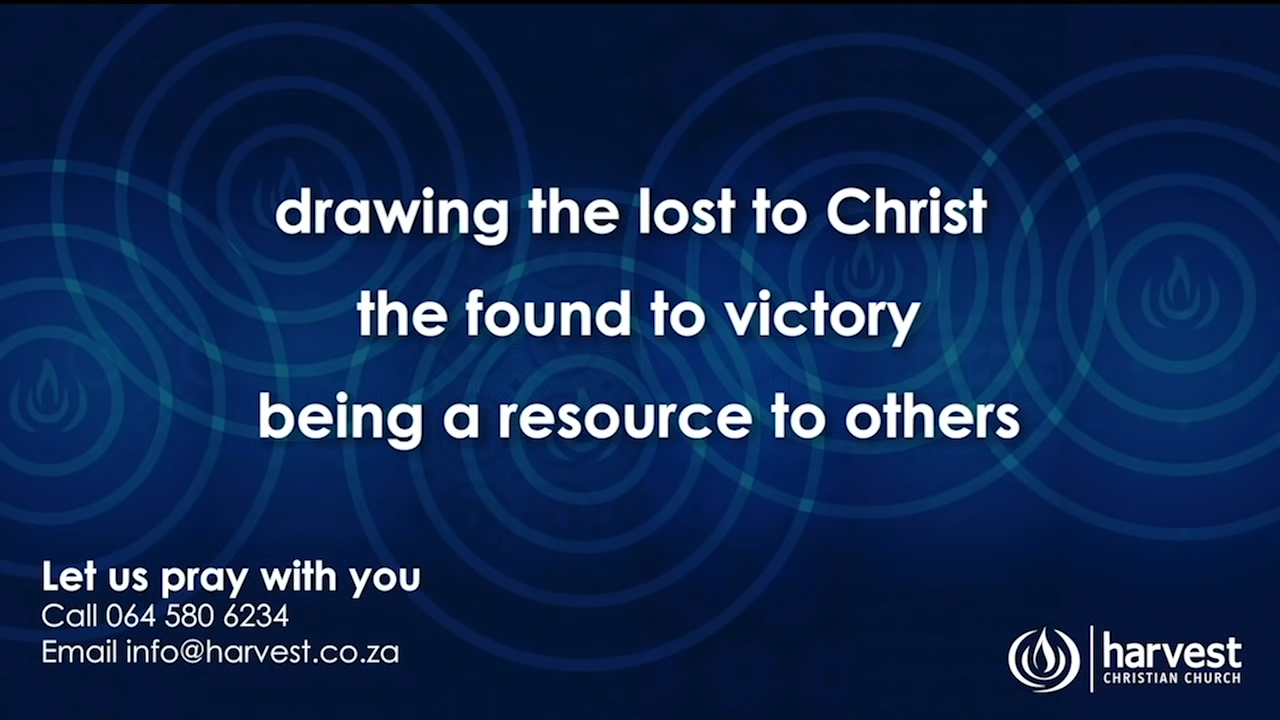 drawing the lost to Christ
the found to victory
being a resource to others
Let us pray with you
Call 064 580 6234
Email info@harvest.co.za
harvest
CHRISTIAN CHURCH